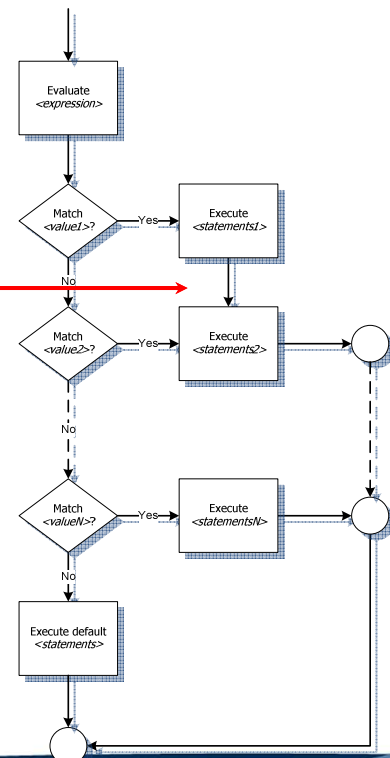 Evaluate
<expression>
Match
<value1>?
Yes
Execute
<statements1>
No
Match
<value2>?
Yes
Execute
<statements2>
No
Match
<valueN>?
Yes
Execute
<statementsN>
No
Execute default
<statements>